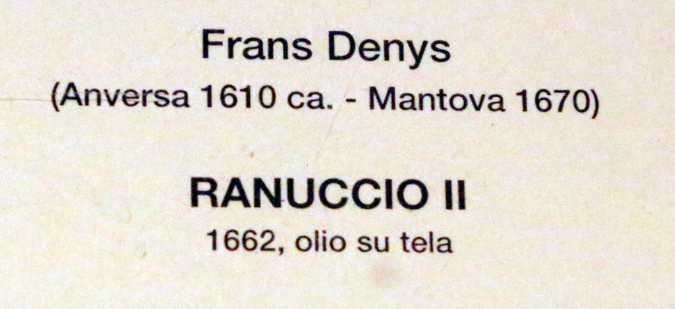 Frans Denys
(Anversa 1610 ca. - Mantova 1670)
RANUCCIO II
1662, olio su tela